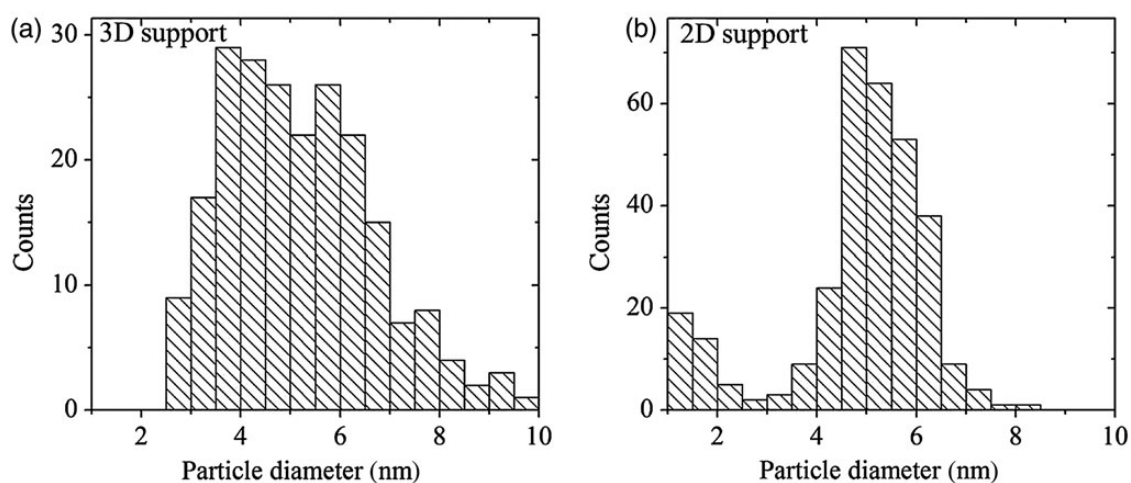 (a)
3D support
30
20
10
0
Counts
2 4 6 8 10
Particle diameter (nm)
(b)
2D support
60
40
20
0
Counts
2 4 6 8 10
Particle diameter (nm)